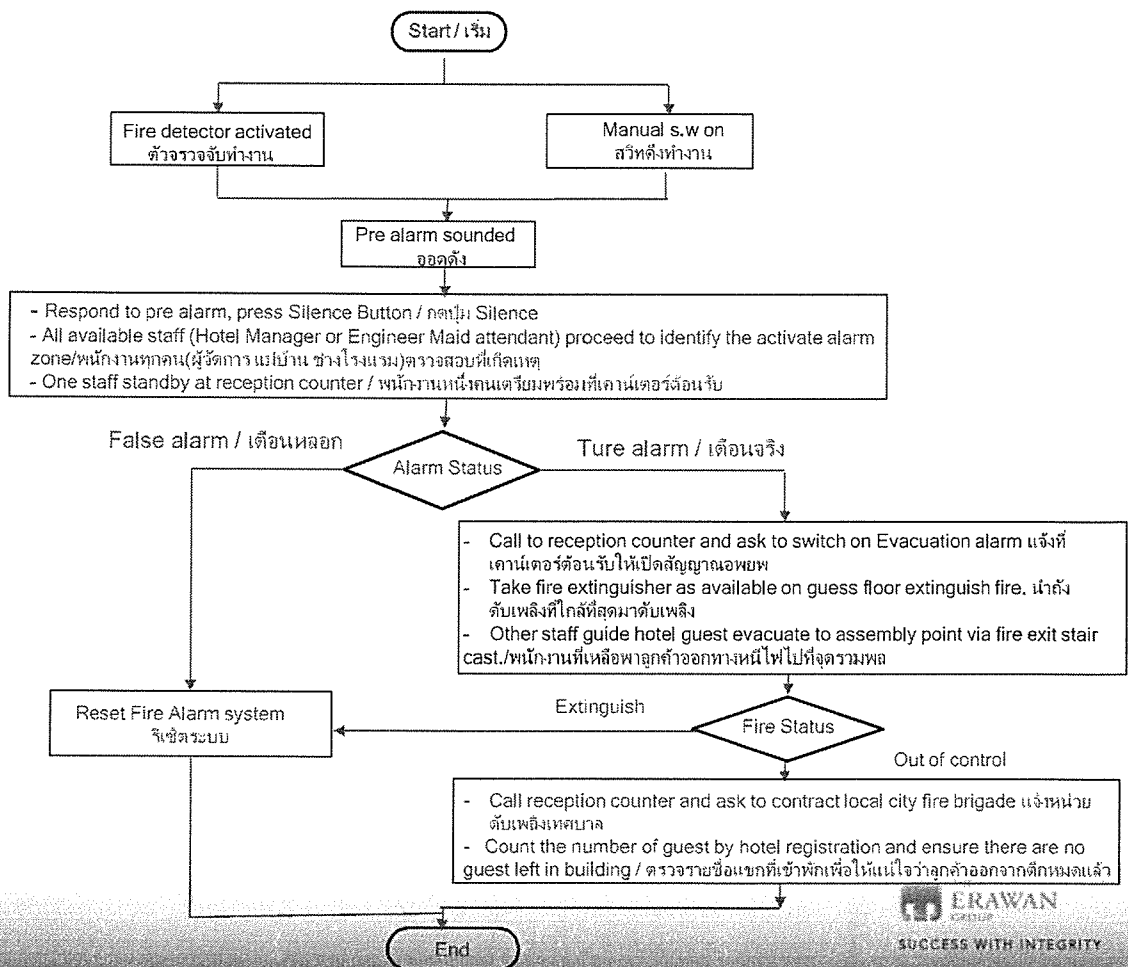 Start / เริ่ม
Fire detector activated
ตัวจรวจจับทำงาน
Manual s.w on
สวิทดึงทำงาน
Pre alarm sounded
ออดดัง
- Respond to pre alarm, press Silence Button / กดปุ่ม Silence
- All available staff (Hotel Manager or Engineer Maid attendant) proceed to identify the activate alarm
zone/พนักงานทุกคน(ผู้จัดการ แม่บ้าน ช่างโรงแรม)ตรวจสอบที่เกิดเหตุ
- One staff standby at reception counter / พนักงานหนึ่งคนเตรียมพร้อมที่เคาน์เตอร์ต้อนรับ
False alarm / เตือนหลอก
Ture alarm / เตือนจริง
Alarm Status
- Call to reception counter and ask to switch on Evacuation alarm แจ้งที่
เคาน์เตอร์ต้อนรับให้เปิดสัญญาณอพยพ
- Take fire extinguisher as available on guess floor extinguish fire. นำถัง
ดับเพลิงที่ใกล้ที่สุดมาดับเพลิง
- Other staff guide hotel guest evacuate to assembly point via fire exit stair
cast./พนักงานที่เหลือพาลูกค้าออกทางหนีไฟไปที่จุดรวมพล
Reset Fire Alarm system
รีเซ็ตระบบ
Extinguish
Fire Status
Out of control
- Call reception counter and ask to contract local city fire brigade แจ้งหน่วย
ดับเพลิงเทศบาล
- Count the number of guest by hotel registration and ensure there are no
guest left in building / ตรวจรายชื่อแขกที่เข้าพักเพื่อให้แน่ใจว่าลูกค้าออกจากตึกหมดแล้ว
End
ERAWAN
GROUP
SUCCESS WITH INTEGRITY